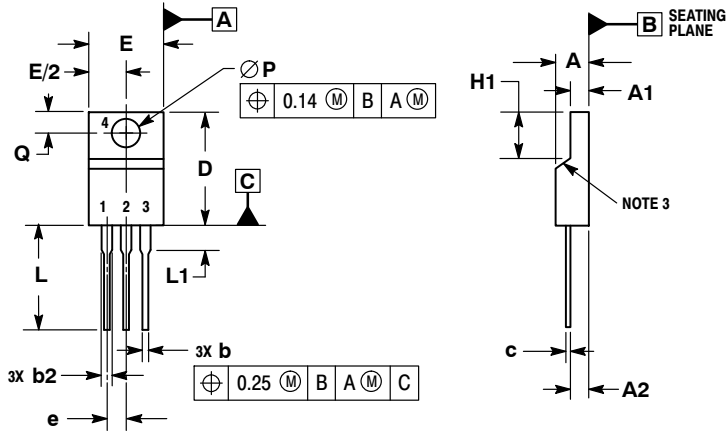 A
E
E/2
∅ P
⌖ 0.14 Ⓜ B A Ⓜ
4
Q
D
C
1 2 3
L
L1
3X b
3X b2
⌖ 0.25 Ⓜ B A Ⓜ C
e
B SEATING
PLANE
A
H1
A1
NOTE 3
c
A2